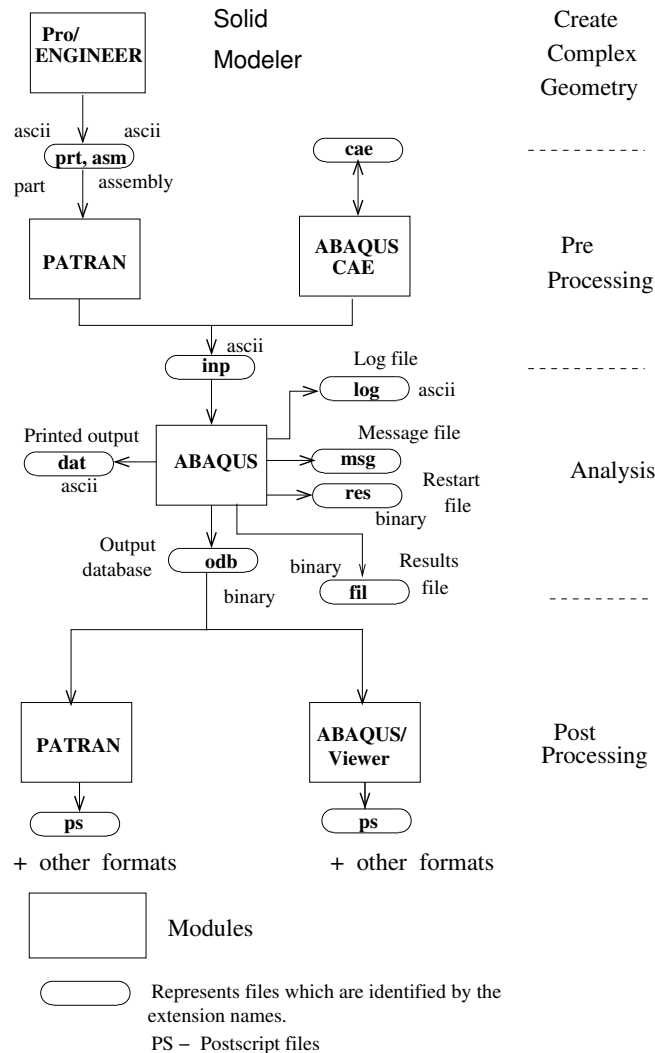 Pro/
ENGINEER
Solid
Modeler
Create
Complex
Geometry
ascii
ascii
prt, asm
part
assembly
cae
PATRAN
ABAQUS
CAE
Pre
Processing
ascii
inp
Log file
log
ascii
Printed output
dat
ascii
ABAQUS
Message file
msg
res
Restart
file
binary
Analysis
Output
database
odb
binary
binary
fil
Results
file
PATRAN
ABAQUS/
Viewer
Post
Processing
ps
ps
+ other formats
+ other formats
Modules
Represents files which are identified by the
extension names.
PS – Postscript files